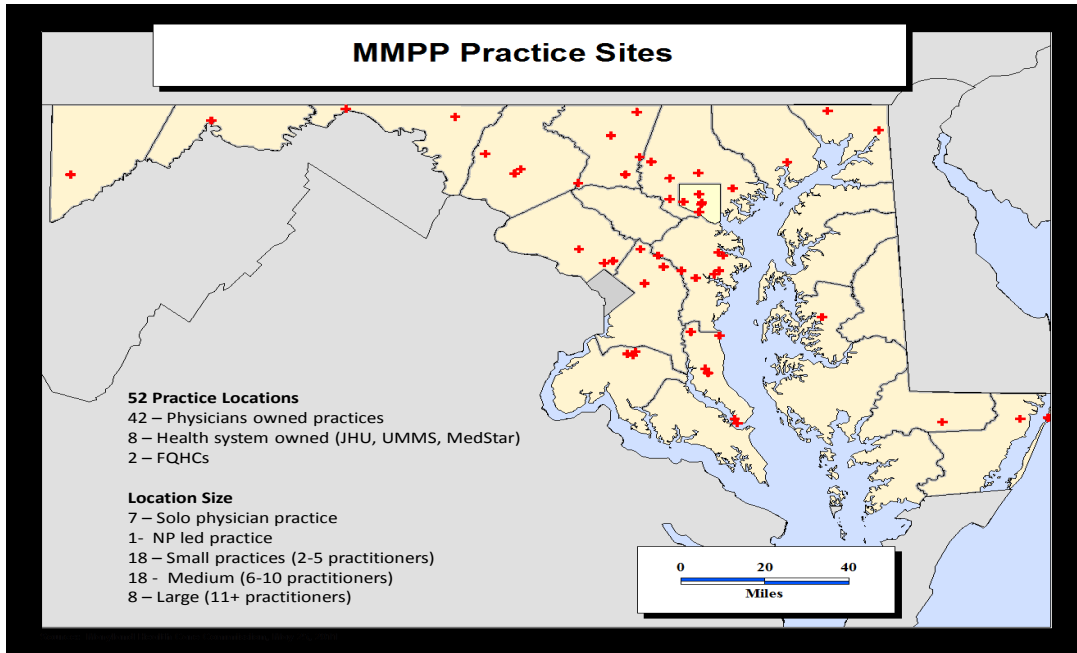 MMPP Practice Sites
52 Practice Locations
42 – Physicians owned practices
8 – Health system owned (JHU, UMMS, MedStar)
2 – FQHCs
Location Size
7 – Solo physician practice
1- NP led practice
18 – Small practices (2-5 practitioners)
18 - Medium (6-10 practitioners)
8 – Large (11+ practitioners)
0 20 40
Miles